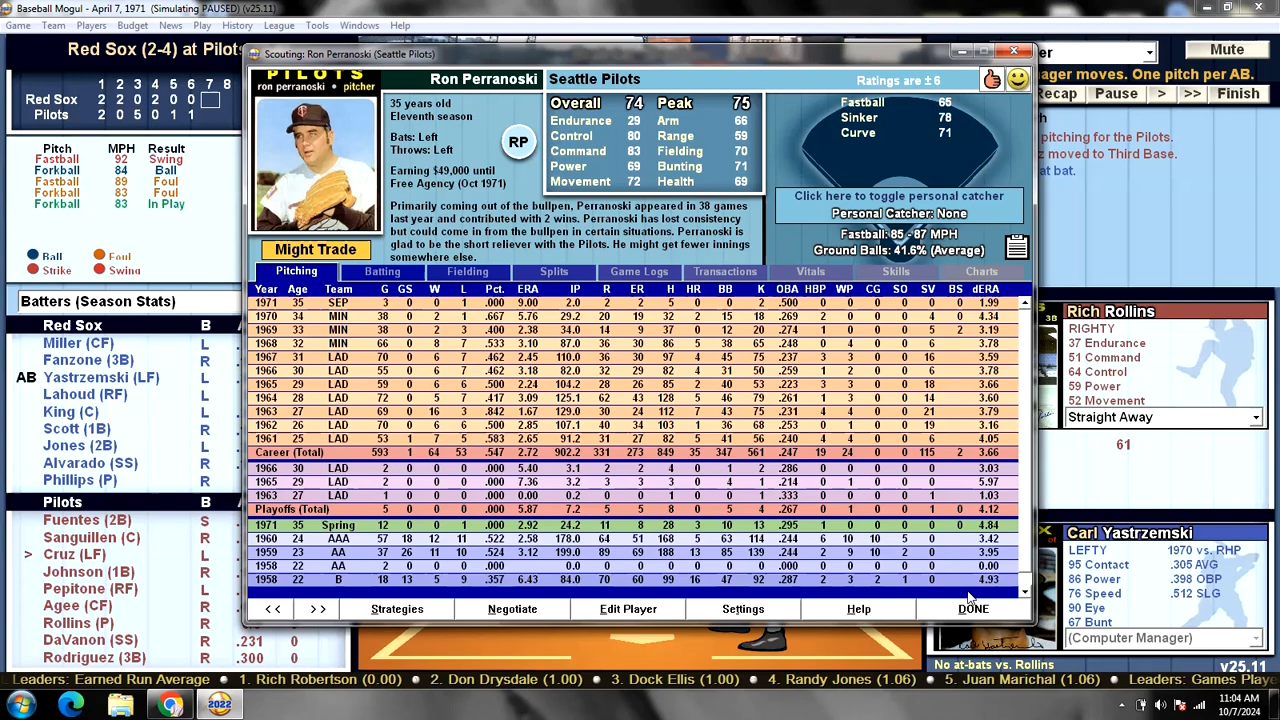 Baseball Mogul - April 7, 1971 (Simulating PAUSED) (v25.11)
Game Team Players Budget News Play History League Tools Windows Help
Red Sox (2-4) at Pilots
1 2 3 4 5 6 7 8
Red Sox 2 2 0 2 0 0
Pilots 2 0 5 0 1 1
Pitch MPH Result
Fastball 92 Swing
Forkball 84 Ball
Fastball 89 Foul
Forkball 83 Foul
Forkball 83 In Play
Ball Foul
Strike Swing
Batters (Season Stats)
Red Sox B
Miller (CF) L
Fanzone (3B) R
AB Yastrzemski (LF) L
Lahoud (RF) L
King (C) L
Scott (1B) R
Jones (2B) R
Alvarado (SS) R
Phillips (P) L
Pilots B
Fuentes (2B) S
Sanguillen (C) R
> Cruz (LF) L
Johnson (1B) R
Pepitone (RF) L
Agee (CF) R
Rollins (P) R
DaVanon (SS) R .231 0
Rodriguez (3B) R .300 0
Scouting: Ron Perranoski (Seattle Pilots)
PILOTS
ron perranoski • pitcher
Ron Perranoski
35 years old
Eleventh season
Bats: Left
Throws: Left
Earning $49,000 until
Free Agency (Oct 1971)
RP
Seattle Pilots
Ratings are ± 6
Overall 74 Peak 75
Endurance 29 Arm 66
Control 80 Range 59
Command 83 Fielding 70
Power 69 Bunting 71
Movement 72 Health 69
Fastball 65
Sinker 78
Curve 71
Click here to toggle personal catcher
Personal Catcher: None
Fastball: 85 - 87 MPH
Ground Balls: 41.6% (Average)
Primarily coming out of the bullpen, Perranoski appeared in 38 games
last year and contributed with 2 wins. Perranoski has lost consistency
but could come in from the bullpen in certain situations. Perranoski is
glad to be the short reliever with the Pilots. He might get fewer innings
somewhere else.
Might Trade
Pitching Batting Fielding Splits Game Logs Transactions Vitals Skills Charts
Year Age Team G GS W L Pct. ERA IP R ER H HR BB K OBA HBP WP CG SO SV BS dERA
1971 35 SEP 3 0 0 1 .000 9.00 2.0 2 2 5 0 0 2 .500 0 0 0 0 0 0 1.99
1970 34 MIN 38 0 2 1 .667 5.76 29.2 20 19 32 2 15 18 .269 2 0 0 0 4 0 4.34
1969 33 MIN 38 0 2 3 .400 2.38 34.0 14 9 37 0 12 20 .274 1 0 0 0 5 2 3.19
1968 32 MIN 66 0 8 7 .533 3.10 87.0 36 30 86 5 38 65 .248 0 4 0 0 6 3.78
1967 31 LAD 70 0 6 7 .462 2.45 110.0 36 30 97 4 45 75 .237 3 3 0 0 16 3.59
1966 30 LAD 55 0 6 7 .462 3.18 82.0 32 29 82 4 31 50 .259 1 2 0 0 6 3.78
1965 29 LAD 59 0 6 6 .500 2.24 104.2 28 26 85 2 40 53 .223 3 3 0 0 18 3.66
1964 28 LAD 72 0 5 7 .417 3.09 125.1 62 43 128 5 46 79 .261 1 3 0 0 14 3.60
1963 27 LAD 69 0 16 3 .842 1.67 129.0 30 24 112 7 43 75 .231 4 4 0 0 21 3.79
1962 26 LAD 70 0 6 6 .500 2.85 107.1 40 34 103 1 36 68 .253 0 1 0 0 19 3.16
1961 25 LAD 53 1 7 5 .583 2.65 91.2 31 27 82 5 41 56 .240 4 4 0 0 6 4.05
Career (Total) 593 1 64 53 .547 2.72 902.2 331 273 849 35 347 561 .247 19 24 0 0 115 2 3.66
1966 30 LAD 2 0 0 0 .000 5.40 3.1 2 2 4 0 1 2 .286 0 0 0 0 0 3.03
1965 29 LAD 2 0 0 0 .000 7.36 3.2 3 3 3 0 4 1 .214 0 1 0 0 0 5.97
1963 27 LAD 1 0 0 0 .000 0.00 0.2 0 0 1 0 0 1 .333 0 0 0 0 1 1.03
Playoffs (Total) 5 0 0 0 .000 5.87 7.2 5 5 8 0 5 4 .267 0 1 0 0 1 0 4.12
1971 35 Spring 12 0 0 1 .000 2.92 24.2 11 8 28 3 10 13 .295 1 0 0 0 0 0 4.84
1960 24 AAA 57 18 12 11 .522 2.58 178.0 64 51 168 6 63 114 .244 6 10 10 5 0 3.42
1959 23 AA 37 26 11 10 .524 3.12 199.0 89 69 188 13 85 139 .244 2 9 10 2 0 3.95
1958 22 AA 2 0 0 0 .000 0.00 0.0 0 0 0 0 0 0 .000 0 0 0 0 0 0.00
1958 22 B 18 13 5 9 .357 6.43 84.0 70 60 99 16 47 92 .287 2 3 2 1 0 4.93
<< >> Strategies Negotiate Edit Player Settings Help DONE
Mute
One pitch per AB.
Recap Pause > >> Finish
pitching for the Pilots.
moved to Third Base.
at bat.
Rich Rollins
RIGHTY
37 Endurance
51 Command
64 Control
59 Power
52 Movement
Straight Away
61
Carl Yastrzemski
LEFTY 1970 vs. RHP
95 Contact .305 AVG
86 Power .398 OBP
76 Speed .512 SLG
90 Eye
67 Bunt
(Computer Manager)
No at-bats vs. Rollins
v25.11
Leaders: Earned Run Average 1. Rich Robertson (0.00) 2. Don Drysdale (1.00) 3. Dock Ellis (1.00) 4. Randy Jones (1.06) 5. Juan Marichal (1.06) Leaders: Games Play
2022
11:04 AM
10/7/2024